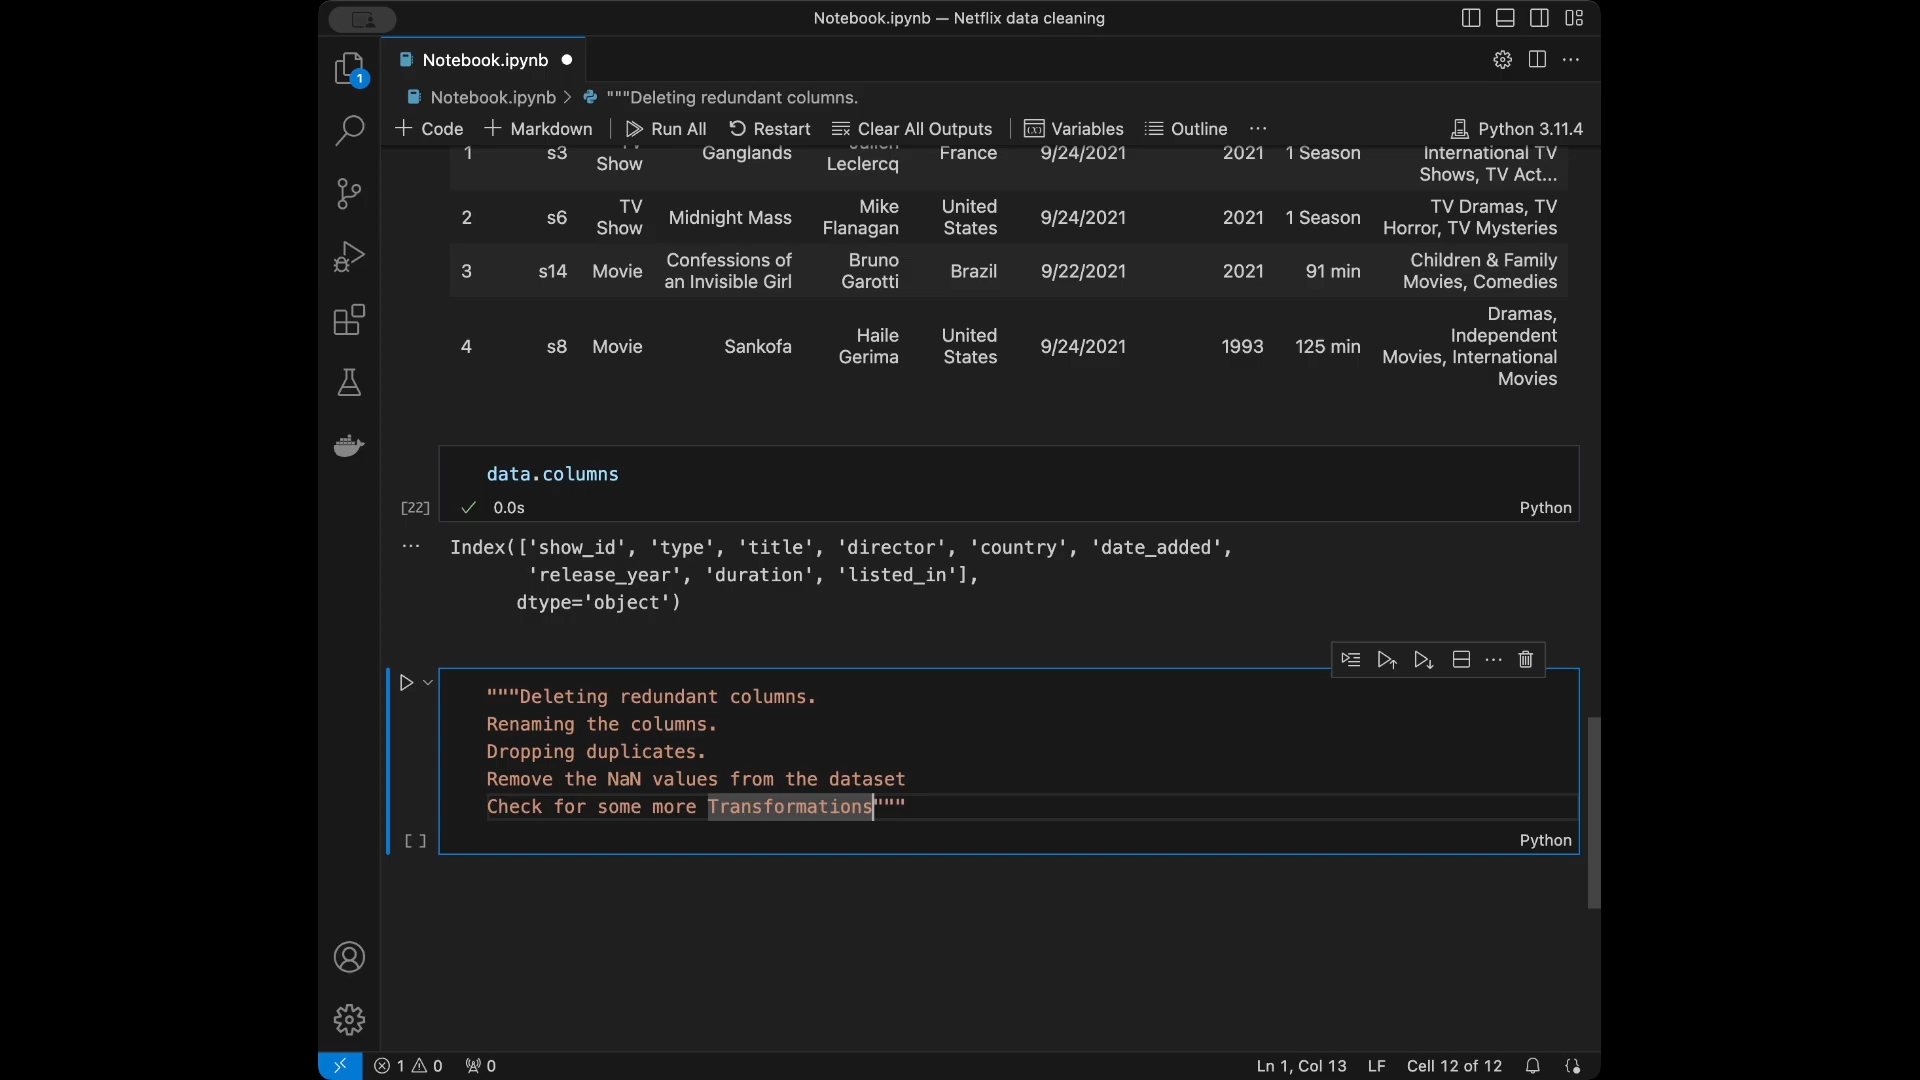 Notebook.ipynb — Netflix data cleaning
1
Notebook.ipynb
Notebook.ipynb > """Deleting redundant columns.
Code Markdown Run All Restart Clear All Outputs Variables Outline ... Python 3.11.4
1 s3 TV Show Ganglands Julien Leclercq France 9/24/2021 2021 1 Season International TV Shows, TV Act...
2 s6 TV Show Midnight Mass Mike Flanagan United States 9/24/2021 2021 1 Season TV Dramas, TV Horror, TV Mysteries
3 s14 Movie Confessions of an Invisible Girl Bruno Garotti Brazil 9/22/2021 2021 91 min Children & Family Movies, Comedies
4 s8 Movie Sankofa Haile Gerima United States 9/24/2021 1993 125 min Dramas, Independent Movies, International Movies
data.columns
[22] 0.0s Python
Index(['show_id', 'type', 'title', 'director', 'country', 'date_added',
'release_year', 'duration', 'listed_in'],
dtype='object')
"""Deleting redundant columns.
Renaming the columns.
Dropping duplicates.
Remove the NaN values from the dataset
Check for some more Transformations"""
[ ] Python
1 0 0 Ln 1, Col 13 LF Cell 12 of 12